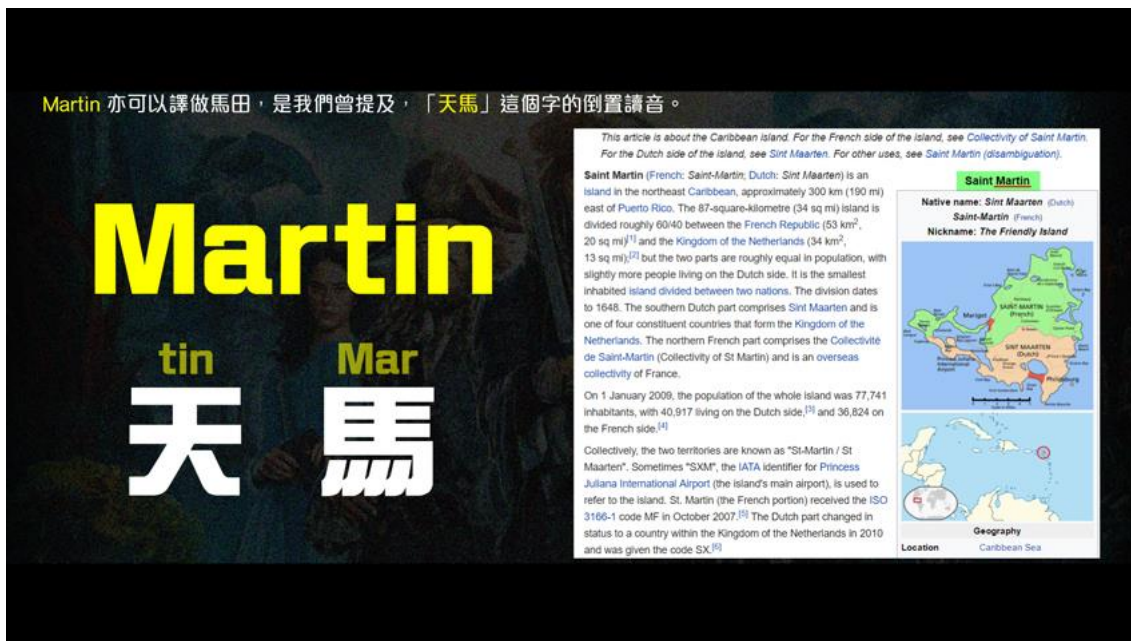 Martin 亦可以譯做馬田，是我們曾提及，「天馬」這個字的倒置讀音。
Martin
tin Mar
天 馬
This article is about the Caribbean island. For the French side of the island, see Collectivity of Saint Martin.
For the Dutch side of the island, see Sint Maarten. For other uses, see Saint Martin (disambiguation).
Saint Martin (French: Saint-Martin; Dutch: Sint Maarten) is an
island in the northeast Caribbean, approximately 300 km (190 mi)
east of Puerto Rico. The 87-square-kilometre (34 sq mi) island is
divided roughly 60/40 between the French Republic (53 km²,
20 sq mi)[1] and the Kingdom of the Netherlands (34 km²,
13 sq mi);[2] but the two parts are roughly equal in population, with
slightly more people living on the Dutch side. It is the smallest
inhabited island divided between two nations. The division dates
to 1648. The southern Dutch part comprises Sint Maarten and is
one of four constituent countries that form the Kingdom of the
Netherlands. The northern French part comprises the Collectivité
de Saint-Martin (Collectivity of St Martin) and is an overseas
collectivity of France.
On 1 January 2009, the population of the whole island was 77,741
inhabitants, with 40,917 living on the Dutch side,[3] and 36,824 on
the French side.[4]
Collectively, the two territories are known as "St-Martin / St
Maarten". Sometimes "SXM", the IATA identifier for Princess
Juliana International Airport (the island's main airport), is used to
refer to the island. St. Martin (the French portion) received the ISO
3166-1 code MF in October 2007.[5] The Dutch part changed in
status to a country within the Kingdom of the Netherlands in 2010
and was given the code SX.[6]
Saint Martin
Native name: Sint Maarten (Dutch)
Saint-Martin (French)
Nickname: The Friendly Island
SAINT MARTIN
(French)
Marigot
SINT MAARTEN
(Dutch)
Princess Juliana
International
Airport
Philipsburg
Geography
Location Caribbean Sea